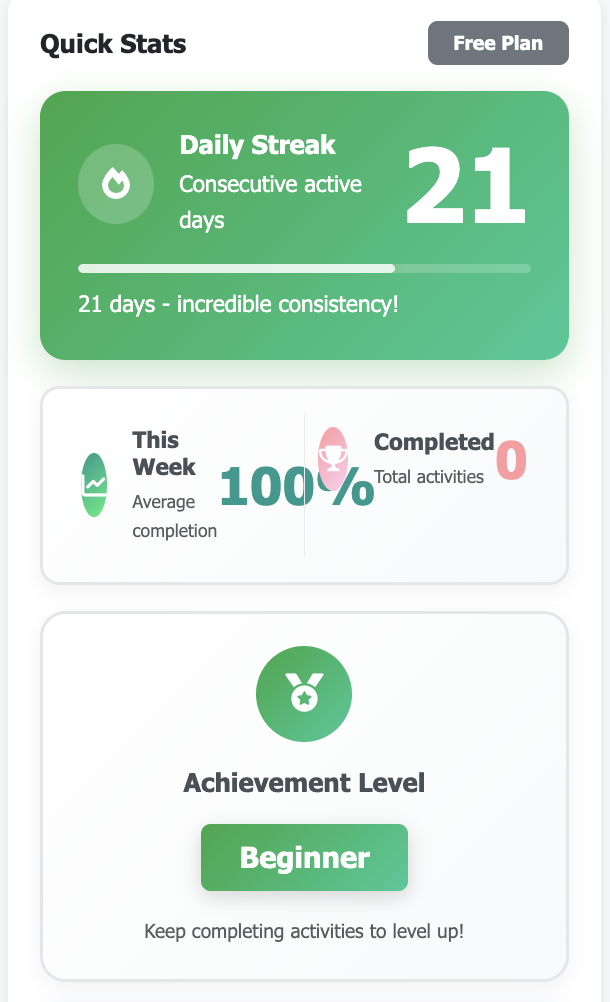 Quick Stats
Free Plan
Daily Streak
Consecutive active
days
21
21 days - incredible consistency!
This
Week
Average
completion
100%
Completed
Total activities
0
Achievement Level
Beginner
Keep completing activities to level up!